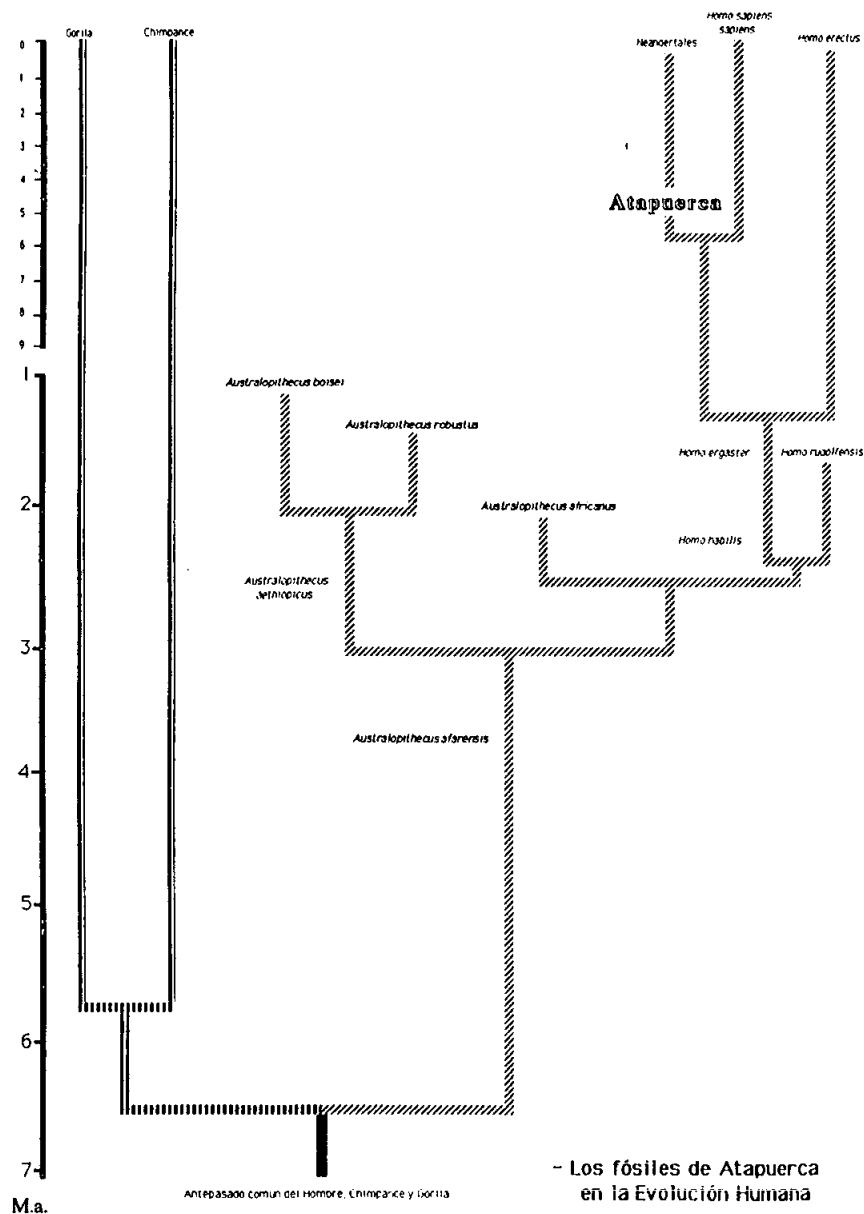 Gorila
Chimpance
Neandertales
Homo sapiens
sapiens
Homo erectus
0
1
2
3
4
5
6
7
8
9
Atapuerca
1
2
3
4
5
6
7
M.a.
Australopithecus boisei
Australopithecus robustus
Homo ergaster
Homo rudolfensis
Australopithecus africanus
Homo habilis
Australopithecus
aethiopicus
Australopithecus afarensis
Antepasado comun del Hombre, Chimpance y Gorila
- Los fósiles de Atapuerca
en la Evolución Humana